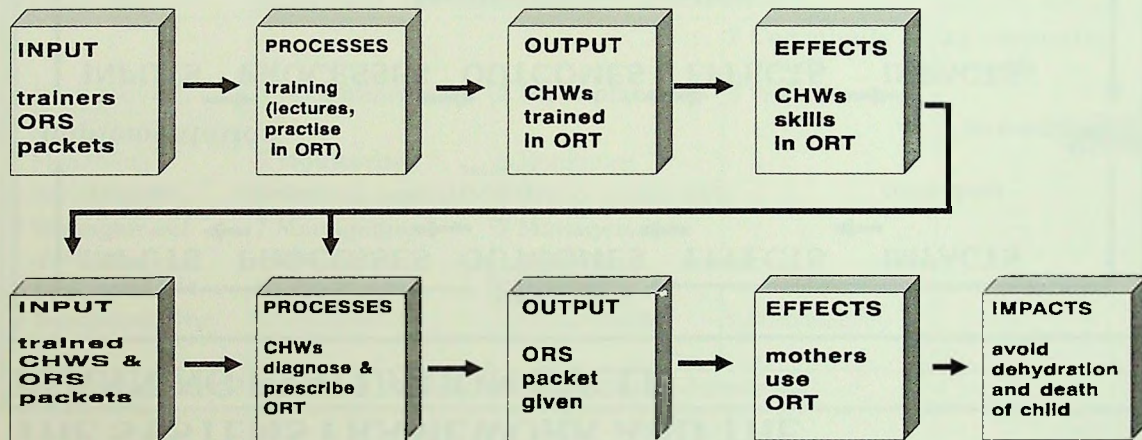 INPUT
trainers
ORS
packets
PROCESSES
training
(lectures,
practise
in ORT)
OUTPUT
CHWs
trained
in ORT
EFFECTS
CHWs
skills
in ORT
INPUT
trained
CHWS &
ORS
packets
PROCESSES
CHWs
diagnose &
prescribe
ORT
OUTPUT
ORS
packet
given
EFFECTS
mothers
use
ORT
IMPACTS
avoid
dehydration
and death
of child